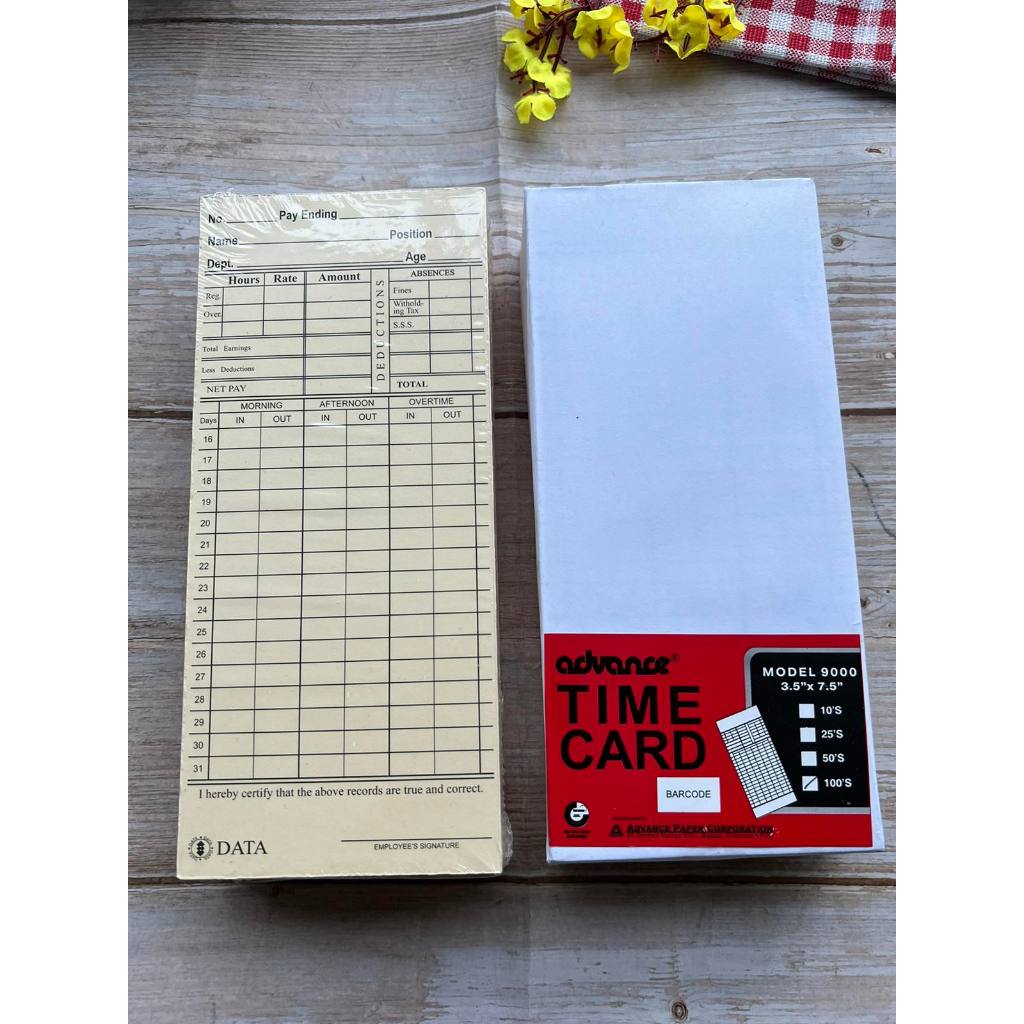 No. Pay Ending
Name Position
Dept. Age
Hours Rate Amount
DEDUCTIONS
ABSENCES
Reg.
Over.
Fines
Withold-
ing Tax
S.S.S.
Total Earnings
Less Deductions
NET PAY
TOTAL
MORNING AFTERNOON OVERTIME
Days IN OUT IN OUT IN OUT
16
17
18
19
20
21
22
23
24
25
26
27
28
29
30
31
I hereby certify that the above records are true and correct.
DATA
EMPLOYEE'S SIGNATURE
advance®
TIME
CARD
BARCODE
MODEL 9000
3.5"x 7.5"
10'S
25'S
50'S
100'S
ADVANCE PAPER CORPORATION